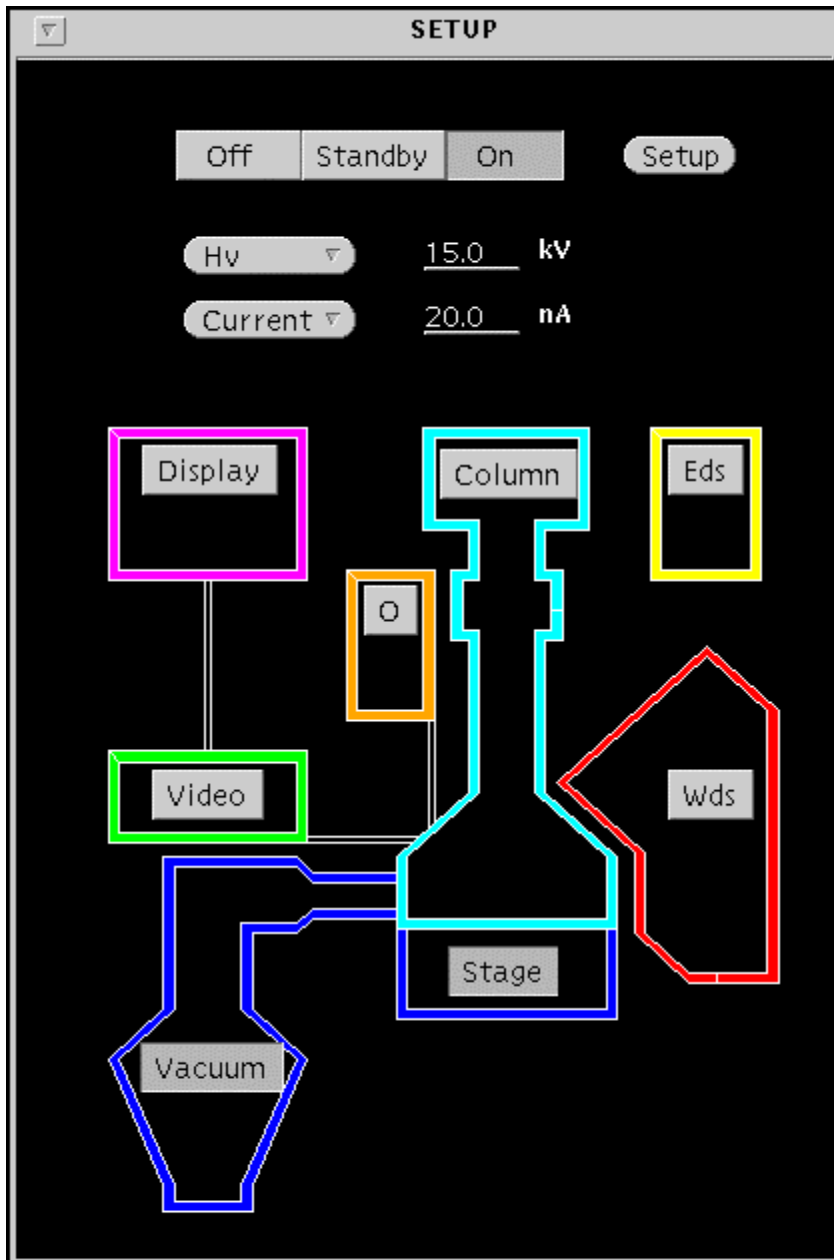 SETUP
Off Standby On Setup
Hv 15.0 kV
Current 20.0 nA
Display Column Eds
O
Video Wds
Stage
Vacuum